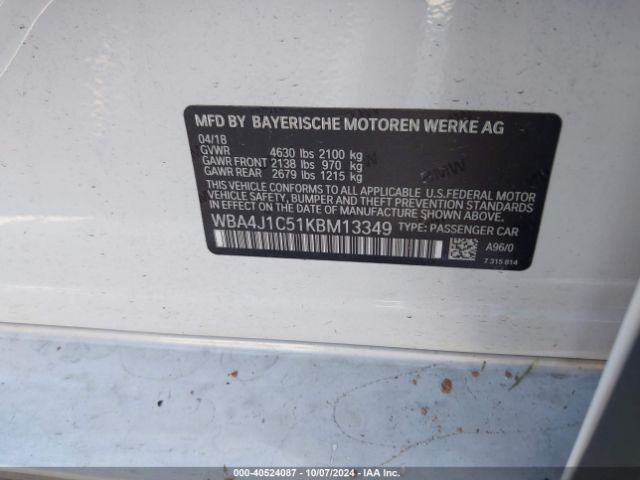 MFD BY BAYERISCHE MOTOREN WERKE AG
04/18
GVWR 4630 lbs 2100 kg
GAWR FRONT 2138 lbs 970 kg
GAWR REAR 2679 lbs 1215 kg
THIS VEHICLE CONFORMS TO ALL APPLICABLE U.S.FEDERAL MOTOR
VEHICLE SAFETY, BUMPER AND THEFT PREVENTION STANDARDS
IN EFFECT ON THE DATE OF MANUFACTURE SHOWN ABOVE.
WBA4J1C51KBM13349 TYPE: PASSENGER CAR
A96/0
7 315 814
000-40524087 - 10/07/2024 - IAA Inc.